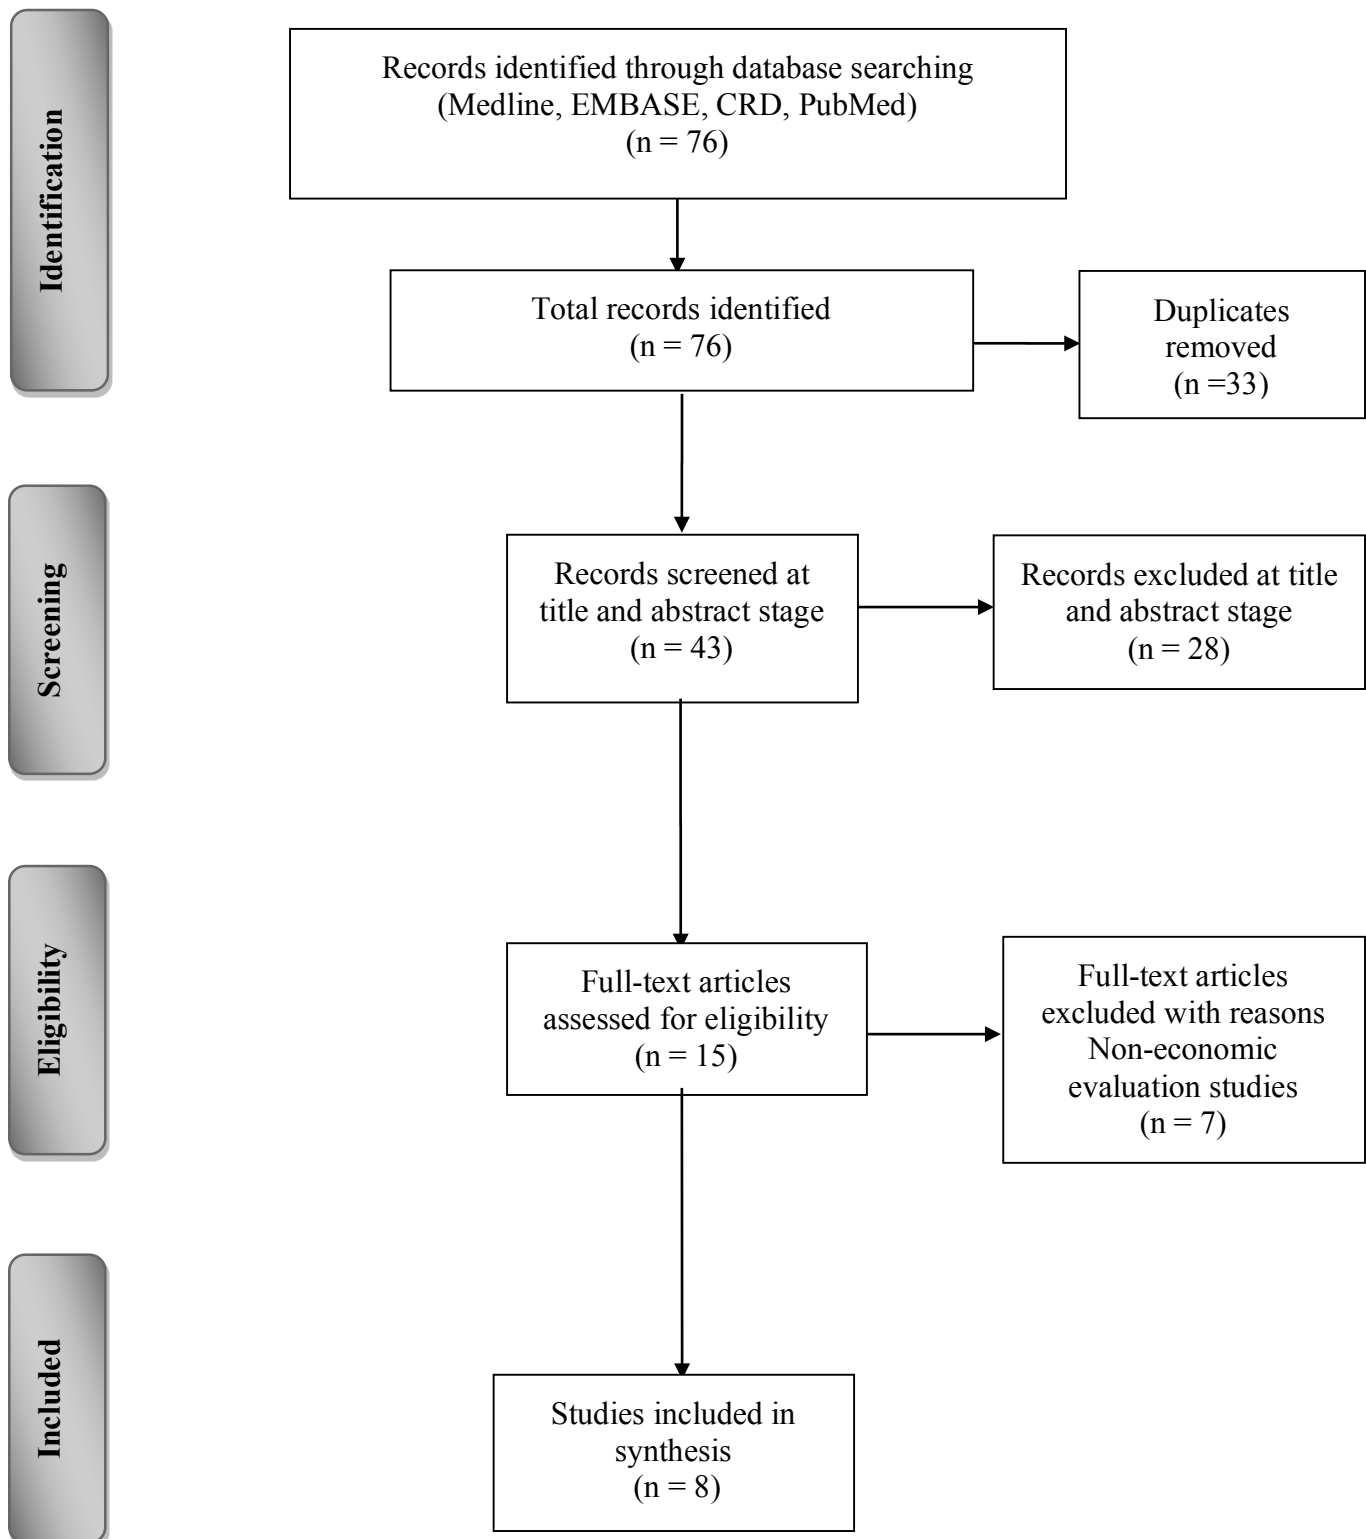 Identification
Records identified through database searching
(Medline, EMBASE, CRD, PubMed)
(n = 76)
Total records identified
(n = 76)
Duplicates
removed
(n =33)
Screening
Records screened at
title and abstract stage
(n = 43)
Records excluded at title
and abstract stage
(n = 28)
Eligibility
Full-text articles
assessed for eligibility
(n = 15)
Full-text articles
excluded with reasons
Non-economic
evaluation studies
(n = 7)
Included
Studies included in
synthesis
(n = 8)